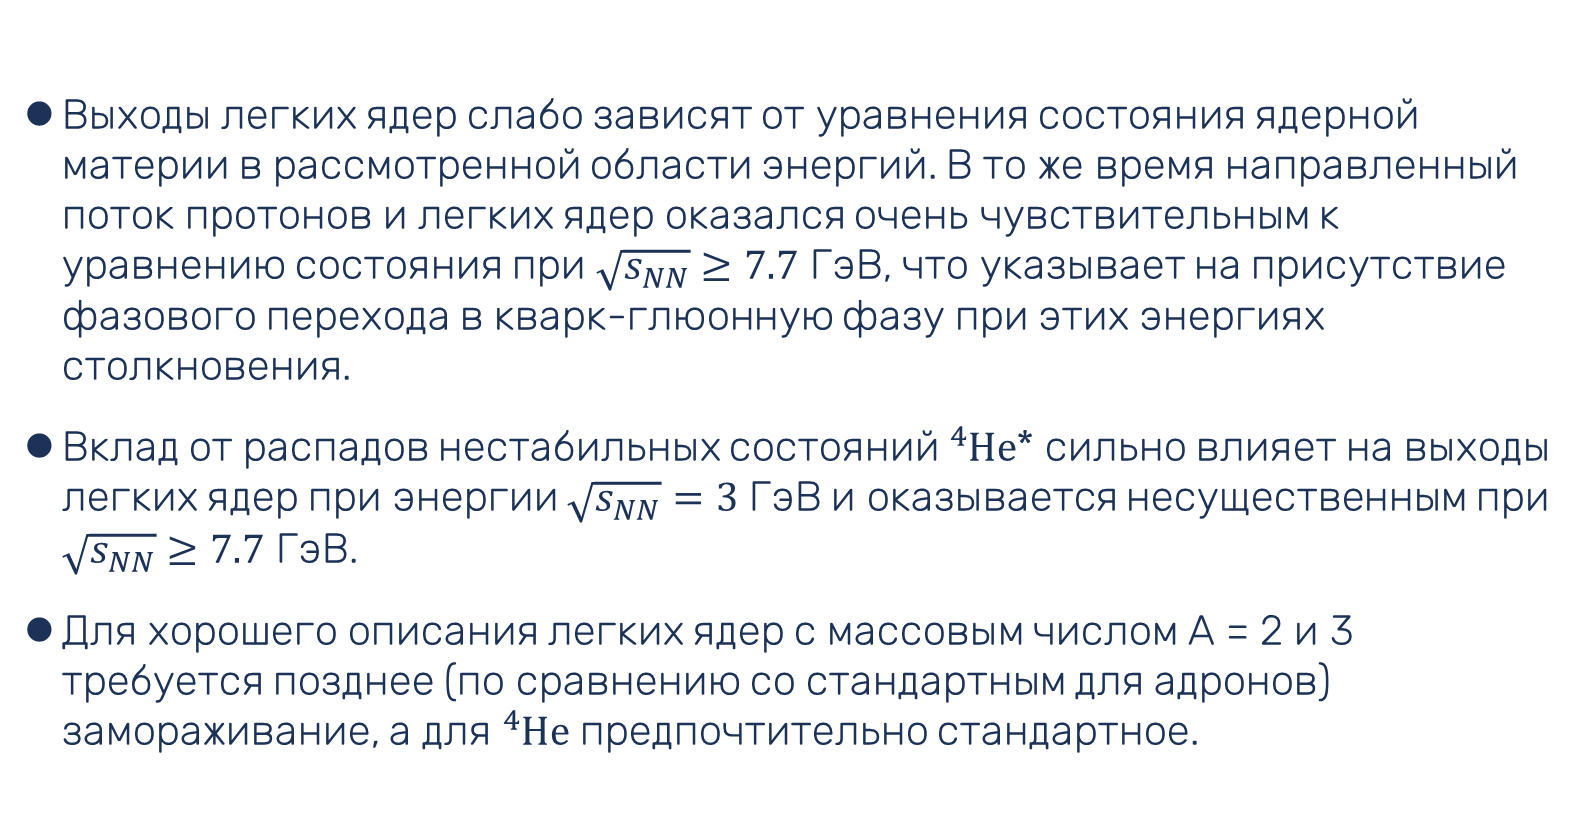 ● Выходы легких ядер слабо зависят от уравнения состояния ядерной
материи в рассмотренной области энергий. В то же время направленный
поток протонов и легких ядер оказался очень чувствительным к
уравнению состояния при √s_NN ≥ 7.7 ГэВ, что указывает на присутствие
фазового перехода в кварк-глюонную фазу при этих энергиях
столкновения.
● Вклад от распадов нестабильных состояний ⁴He* сильно влияет на выходы
легких ядер при энергии √s_NN = 3 ГэВ и оказывается несущественным при
√s_NN ≥ 7.7 ГэВ.
● Для хорошего описания легких ядер с массовым числом A = 2 и 3
требуется позднее (по сравнению со стандартным для адронов)
замораживание, а для ⁴He предпочтительно стандартное.